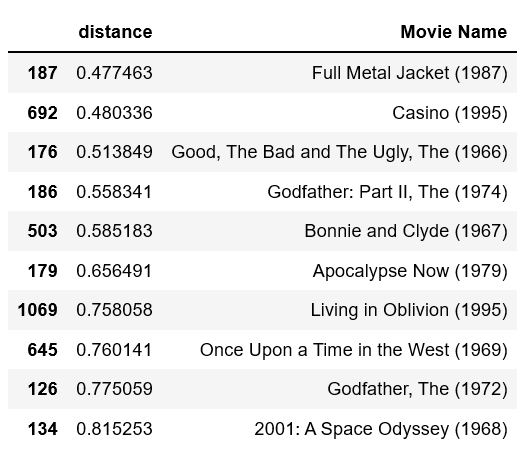 distance Movie Name
187 0.477463 Full Metal Jacket (1987)
692 0.480336 Casino (1995)
176 0.513849 Good, The Bad and The Ugly, The (1966)
186 0.558341 Godfather: Part II, The (1974)
503 0.585183 Bonnie and Clyde (1967)
179 0.656491 Apocalypse Now (1979)
1069 0.758058 Living in Oblivion (1995)
645 0.760141 Once Upon a Time in the West (1969)
126 0.775059 Godfather, The (1972)
134 0.815253 2001: A Space Odyssey (1968)